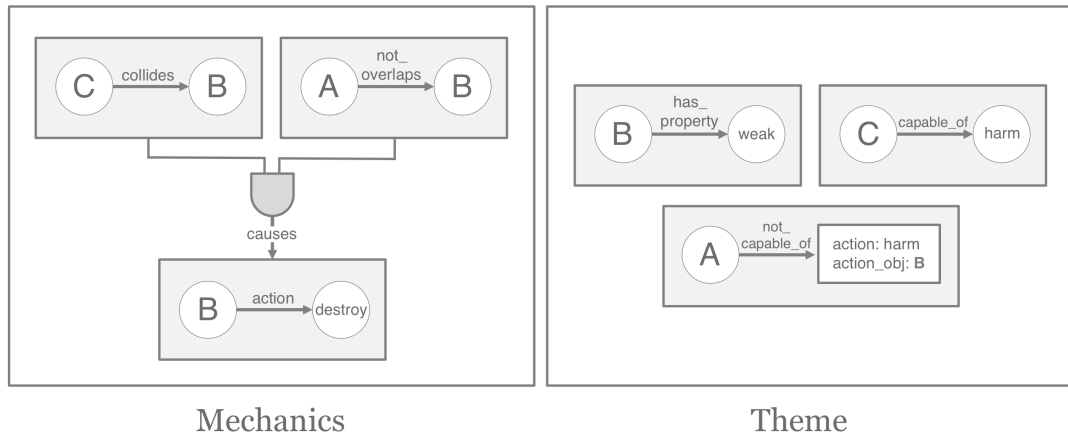 C collides B
A not_
overlaps B
causes
B action destroy
Mechanics
B has_
property weak
C capable_of harm
A not_
capable_of
action: harm
action_obj: B
Theme